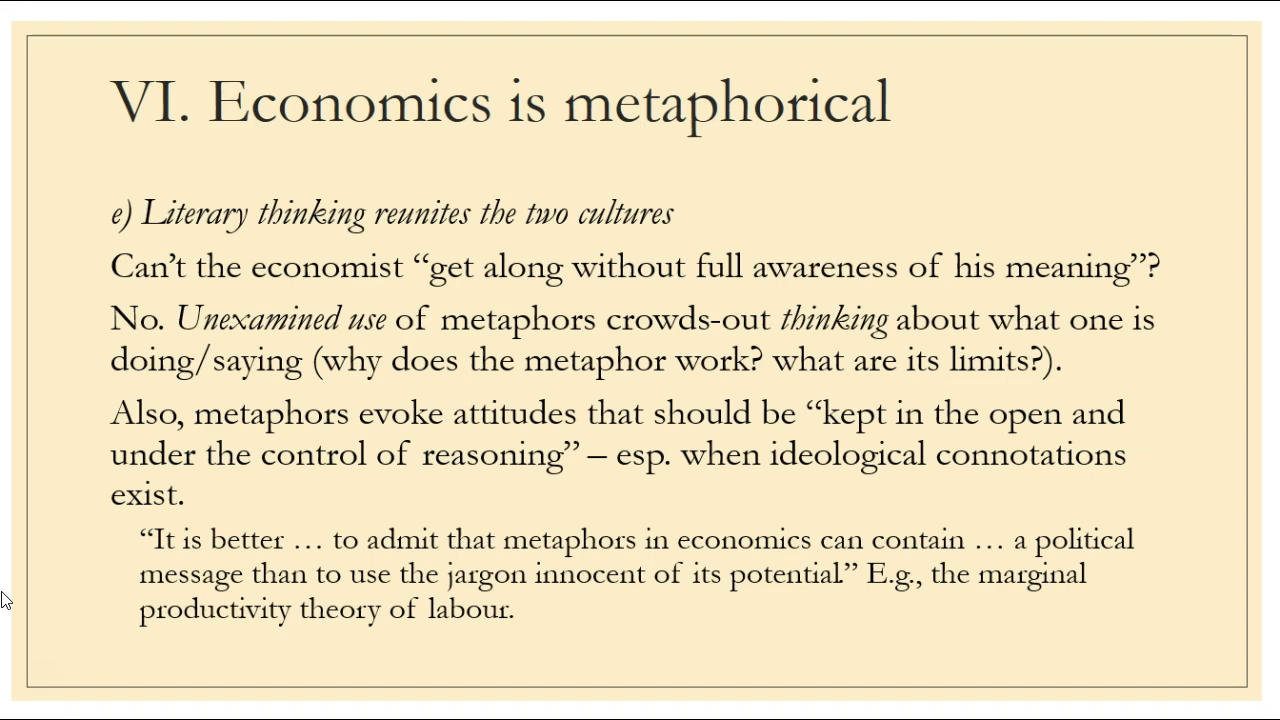 VI. Economics is metaphorical
e) Literary thinking reunites the two cultures
Can’t the economist “get along without full awareness of his meaning”?
No. Unexamined use of metaphors crowds-out thinking about what one is
doing/saying (why does the metaphor work? what are its limits?).
Also, metaphors evoke attitudes that should be “kept in the open and
under the control of reasoning” – esp. when ideological connotations
exist.
“It is better … to admit that metaphors in economics can contain … a political
message than to use the jargon innocent of its potential.” E.g., the marginal
productivity theory of labour.